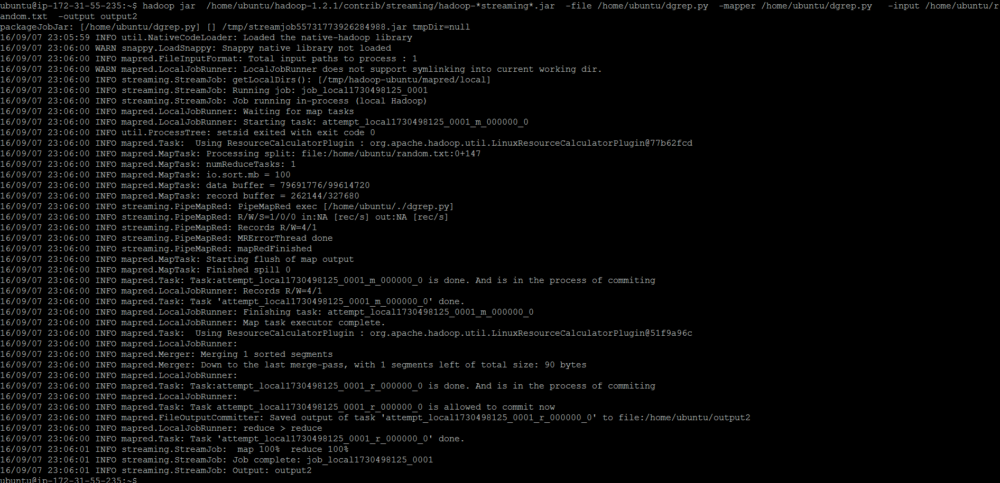 ubuntu@ip-172-31-55-235:~$ hadoop jar  /home/ubuntu/hadoop-1.2.1/contrib/streaming/hadoop-*streaming*.jar  -file /home/ubuntu/dgrep.py  -mapper /home/ubuntu/dgrep.py   -input /home/ubuntu/r
andom.txt  -output output2
packageJobJar: [/home/ubuntu/dgrep.py] [] /tmp/streamjob55731773926284988.jar tmpDir=null
16/09/07 23:05:59 INFO util.NativeCodeLoader: Loaded the native-hadoop library
16/09/07 23:06:00 WARN snappy.LoadSnappy: Snappy native library not loaded
16/09/07 23:06:00 INFO mapred.FileInputFormat: Total input paths to process : 1
16/09/07 23:06:00 WARN mapred.LocalJobRunner: LocalJobRunner does not support symlinking into current working dir.
16/09/07 23:06:00 INFO streaming.StreamJob: getLocalDirs(): [/tmp/hadoop-ubuntu/mapred/local]
16/09/07 23:06:00 INFO streaming.StreamJob: Running job: job_local1730498125_0001
16/09/07 23:06:00 INFO streaming.StreamJob: Job running in-process (local Hadoop)
16/09/07 23:06:00 INFO mapred.LocalJobRunner: Waiting for map tasks
16/09/07 23:06:00 INFO mapred.LocalJobRunner: Starting task: attempt_local1730498125_0001_m_000000_0
16/09/07 23:06:00 INFO util.ProcessTree: setsid exited with exit code 0
16/09/07 23:06:00 INFO mapred.Task:  Using ResourceCalculatorPlugin : org.apache.hadoop.util.LinuxResourceCalculatorPlugin@77b62fcd
16/09/07 23:06:00 INFO mapred.MapTask: Processing split: file:/home/ubuntu/random.txt:0+147
16/09/07 23:06:00 INFO mapred.MapTask: numReduceTasks: 1
16/09/07 23:06:00 INFO mapred.MapTask: io.sort.mb = 100
16/09/07 23:06:00 INFO mapred.MapTask: data buffer = 79691776/99614720
16/09/07 23:06:00 INFO mapred.MapTask: record buffer = 262144/327680
16/09/07 23:06:00 INFO streaming.PipeMapRed: PipeMapRed exec [/home/ubuntu/./dgrep.py]
16/09/07 23:06:00 INFO streaming.PipeMapRed: R/W/S=1/0/0 in:NA [rec/s] out:NA [rec/s]
16/09/07 23:06:00 INFO streaming.PipeMapRed: Records R/W=4/1
16/09/07 23:06:00 INFO streaming.PipeMapRed: MRErrorThread done
16/09/07 23:06:00 INFO streaming.PipeMapRed: mapRedFinished
16/09/07 23:06:00 INFO mapred.MapTask: Starting flush of map output
16/09/07 23:06:00 INFO mapred.MapTask: Finished spill 0
16/09/07 23:06:00 INFO mapred.Task: Task:attempt_local1730498125_0001_m_000000_0 is done. And is in the process of commiting
16/09/07 23:06:00 INFO mapred.LocalJobRunner: Records R/W=4/1
16/09/07 23:06:00 INFO mapred.Task: Task 'attempt_local1730498125_0001_m_000000_0' done.
16/09/07 23:06:00 INFO mapred.LocalJobRunner: Finishing task: attempt_local1730498125_0001_m_000000_0
16/09/07 23:06:00 INFO mapred.LocalJobRunner: Map task executor complete.
16/09/07 23:06:00 INFO mapred.Task:  Using ResourceCalculatorPlugin : org.apache.hadoop.util.LinuxResourceCalculatorPlugin@51f9a96c
16/09/07 23:06:00 INFO mapred.LocalJobRunner:
16/09/07 23:06:00 INFO mapred.Merger: Merging 1 sorted segments
16/09/07 23:06:00 INFO mapred.Merger: Down to the last merge-pass, with 1 segments left of total size: 90 bytes
16/09/07 23:06:00 INFO mapred.LocalJobRunner:
16/09/07 23:06:00 INFO mapred.Task: Task:attempt_local1730498125_0001_r_000000_0 is done. And is in the process of commiting
16/09/07 23:06:00 INFO mapred.LocalJobRunner:
16/09/07 23:06:00 INFO mapred.Task: Task attempt_local1730498125_0001_r_000000_0 is allowed to commit now
16/09/07 23:06:00 INFO mapred.FileOutputCommitter: Saved output of task 'attempt_local1730498125_0001_r_000000_0' to file:/home/ubuntu/output2
16/09/07 23:06:00 INFO mapred.LocalJobRunner: reduce > reduce
16/09/07 23:06:00 INFO mapred.Task: Task 'attempt_local1730498125_0001_r_000000_0' done.
16/09/07 23:06:01 INFO streaming.StreamJob:  map 100%  reduce 100%
16/09/07 23:06:01 INFO streaming.StreamJob: Job complete: job_local1730498125_0001
16/09/07 23:06:01 INFO streaming.StreamJob: Output: output2
ubuntu@ip-172-31-55-235:~$